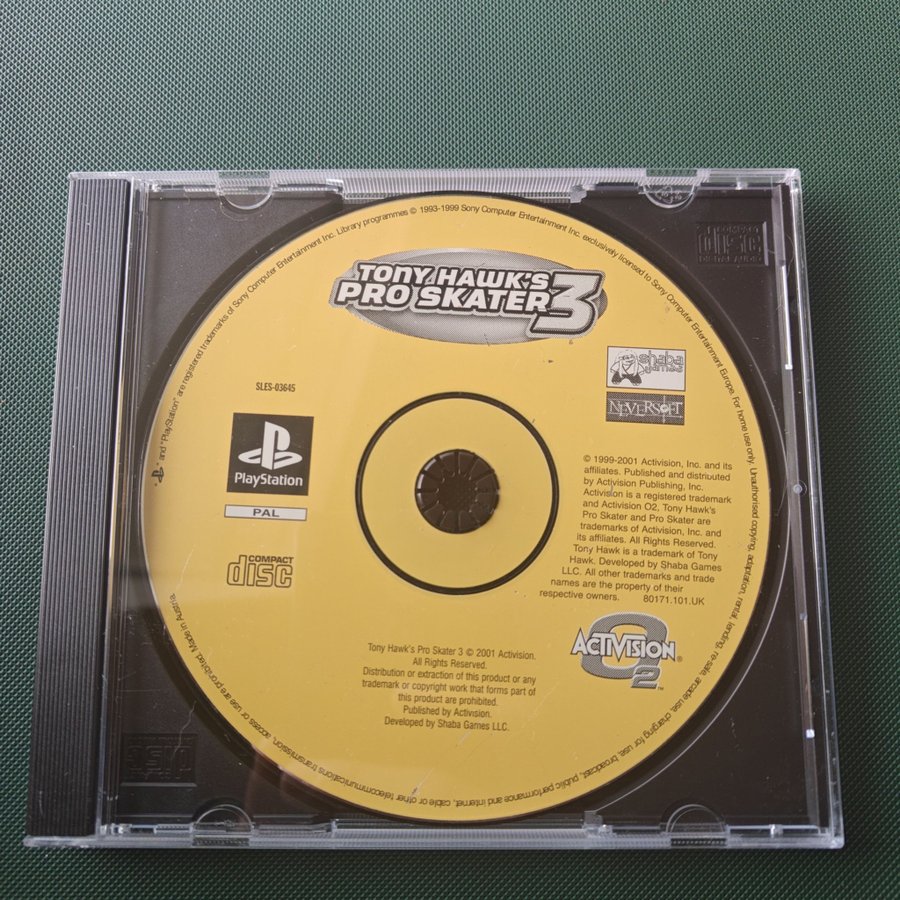 and "PlayStation" are registered trademarks of Sony Computer Entertainment Inc. Library programmes © 1993-1999 Sony Computer Entertainment Inc. exclusively licensed to Sony Computer Entertainment Europe. For home use only. Unauthorised copying, adaptation, rental, lending, re-sale, arcade use, charging for use, broadcast, public performance and internet, cable or other telecommunications transmission, access or use are prohibited. Made in Austria.
TONY HAWK'S
PRO SKATER 3
COMPACT
disc
DIGITAL AUDIO
shaba
games
NEVERSOFT
SLES-03645
PlayStation
PAL
COMPACT
disc
© 1999-2001 Activision, Inc. and its
affiliates. Published and distributed
by Activision Publishing, Inc.
Activision is a registered trademark
and Activision O2, Tony Hawk's
Pro Skater and Pro Skater are
trademarks of Activision, Inc. and
its affiliates. All Rights Reserved.
Tony Hawk is a trademark of Tony
Hawk. Developed by Shaba Games
LLC. All other trademarks and trade
names are the property of their
respective owners. 80171.101.UK
ACTIVISION®
O2™
Tony Hawk's Pro Skater 3 © 2001 Activision.
All Rights Reserved.
Distribution or extraction of this product or any
trademark or copyright work that forms part of
this product are prohibited.
Published by Activision.
Developed by Shaba Games LLC.
disc